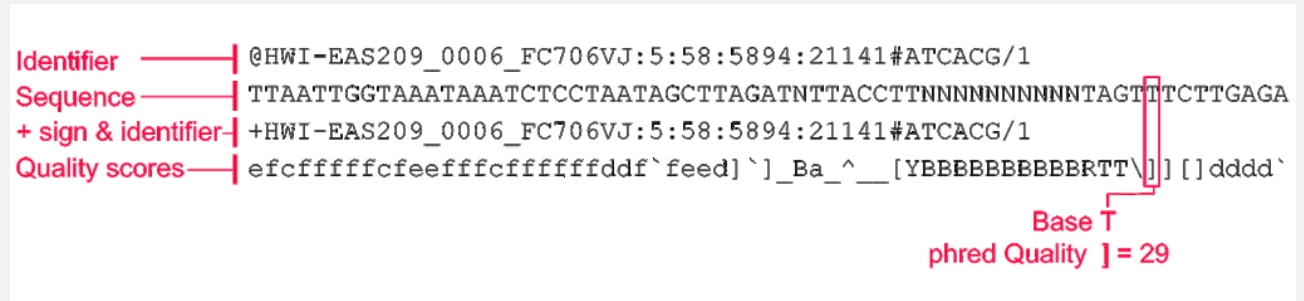 Identifier @HWI-EAS209_0006_FC706VJ:5:58:5894:21141#ATCACG/1
Sequence TTAATTGGTAAATAAATCTCCTAATAGCTTAGATNTTACCTTNNNNNNNNNNTAGTTTCTTGAGA
+ sign & identifier +HWI-EAS209_0006_FC706VJ:5:58:5894:21141#ATCACG/1
Quality scores efcfffffcfeefffcffffffddf`feed]`]_Ba_^__[YBBBBBBBBBBRTT\]][]dddd`
Base T
phred Quality ] = 29